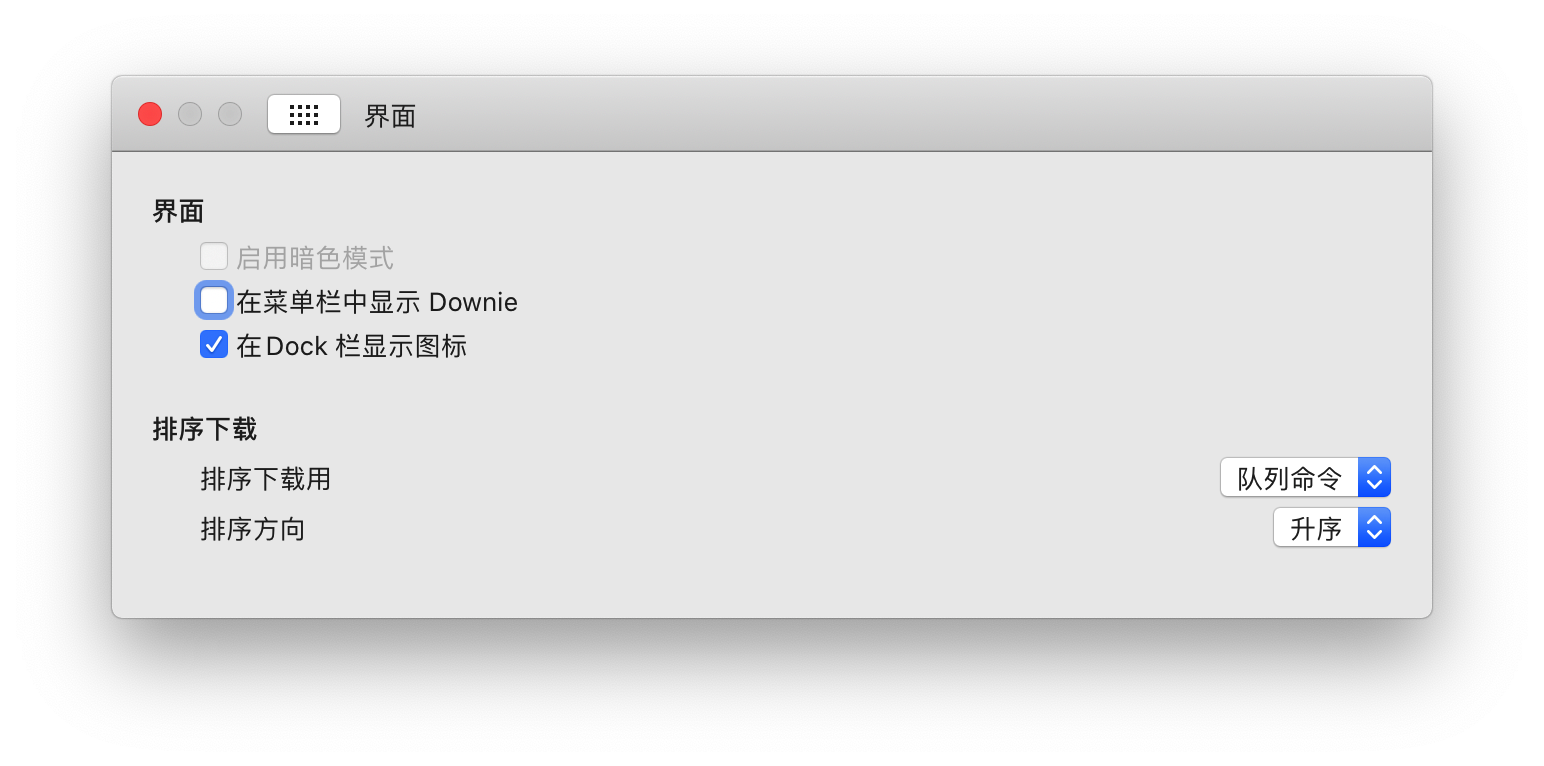 界面
界面
启用暗色模式
在菜单栏中显示 Downie
在Dock 栏显示图标
排序下载
排序下载用 队列命令
排序方向 升序